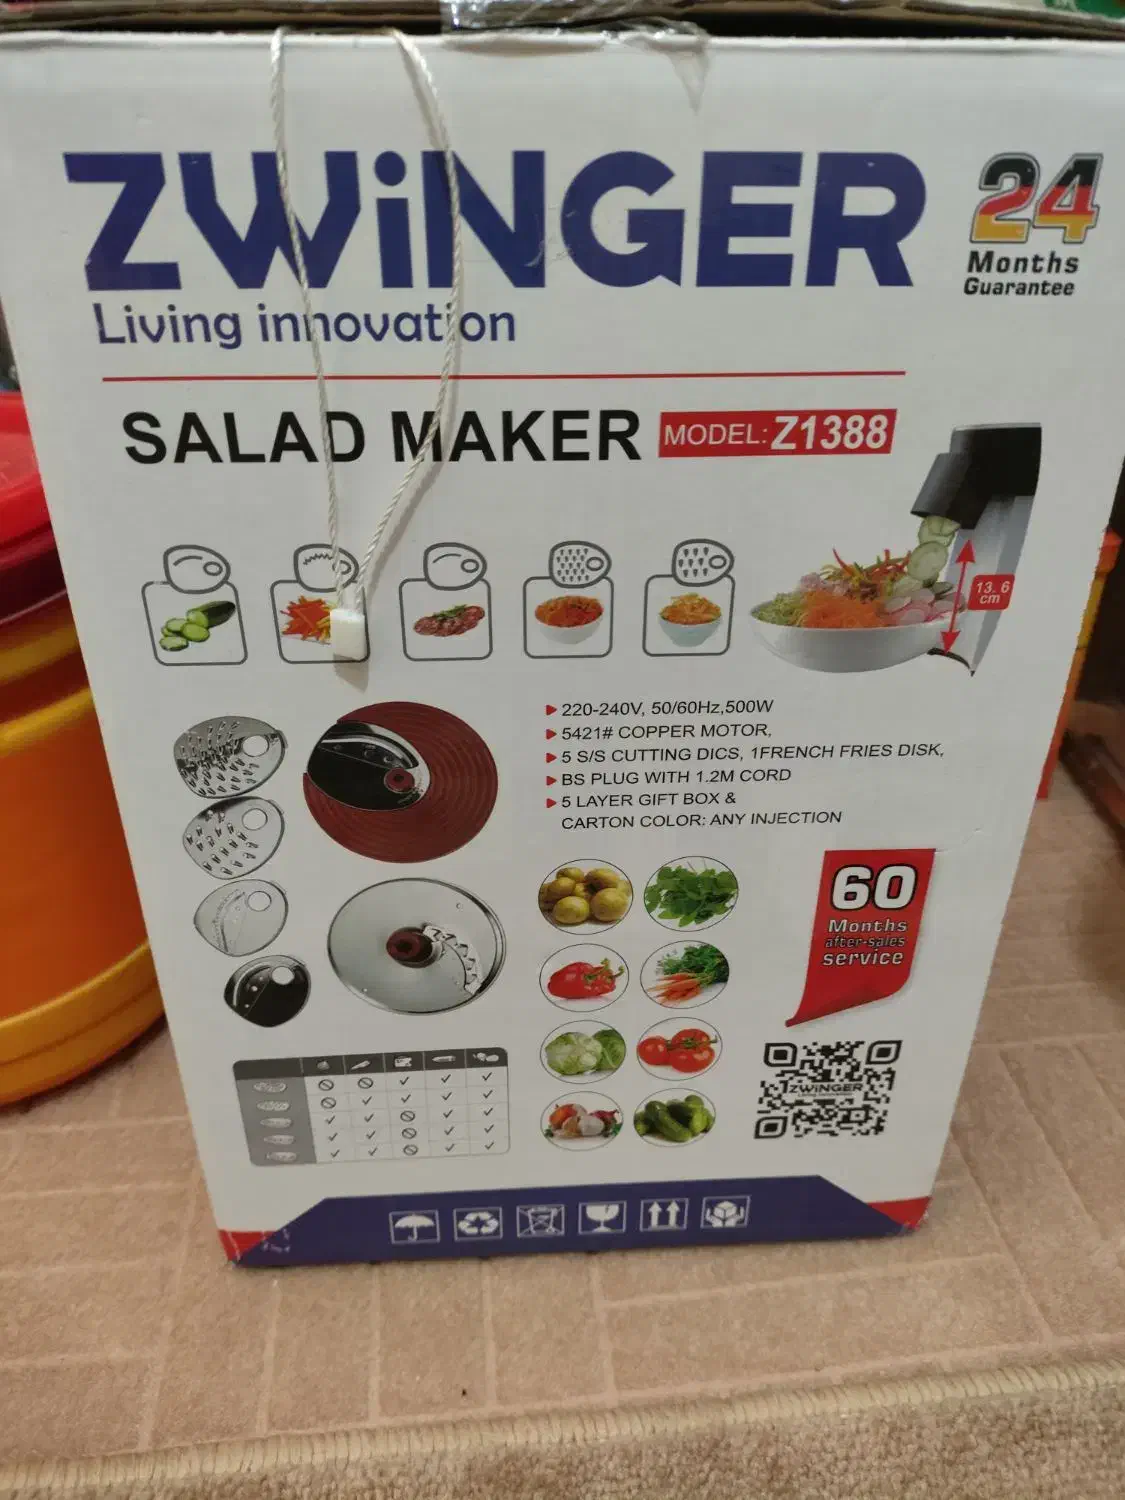 ZWiNGER
Living innovation
24
Months
Guarantee
SALAD MAKER
MODEL: Z1388
13.6
cm
220-240V, 50/60Hz,500W
5421# COPPER MOTOR,
5 S/S CUTTING DICS, 1FRENCH FRIES DISK,
BS PLUG WITH 1.2M CORD
5 LAYER GIFT BOX &
CARTON COLOR: ANY INJECTION
60
Months
after-sales
service
ZWiNGER
Living innovation